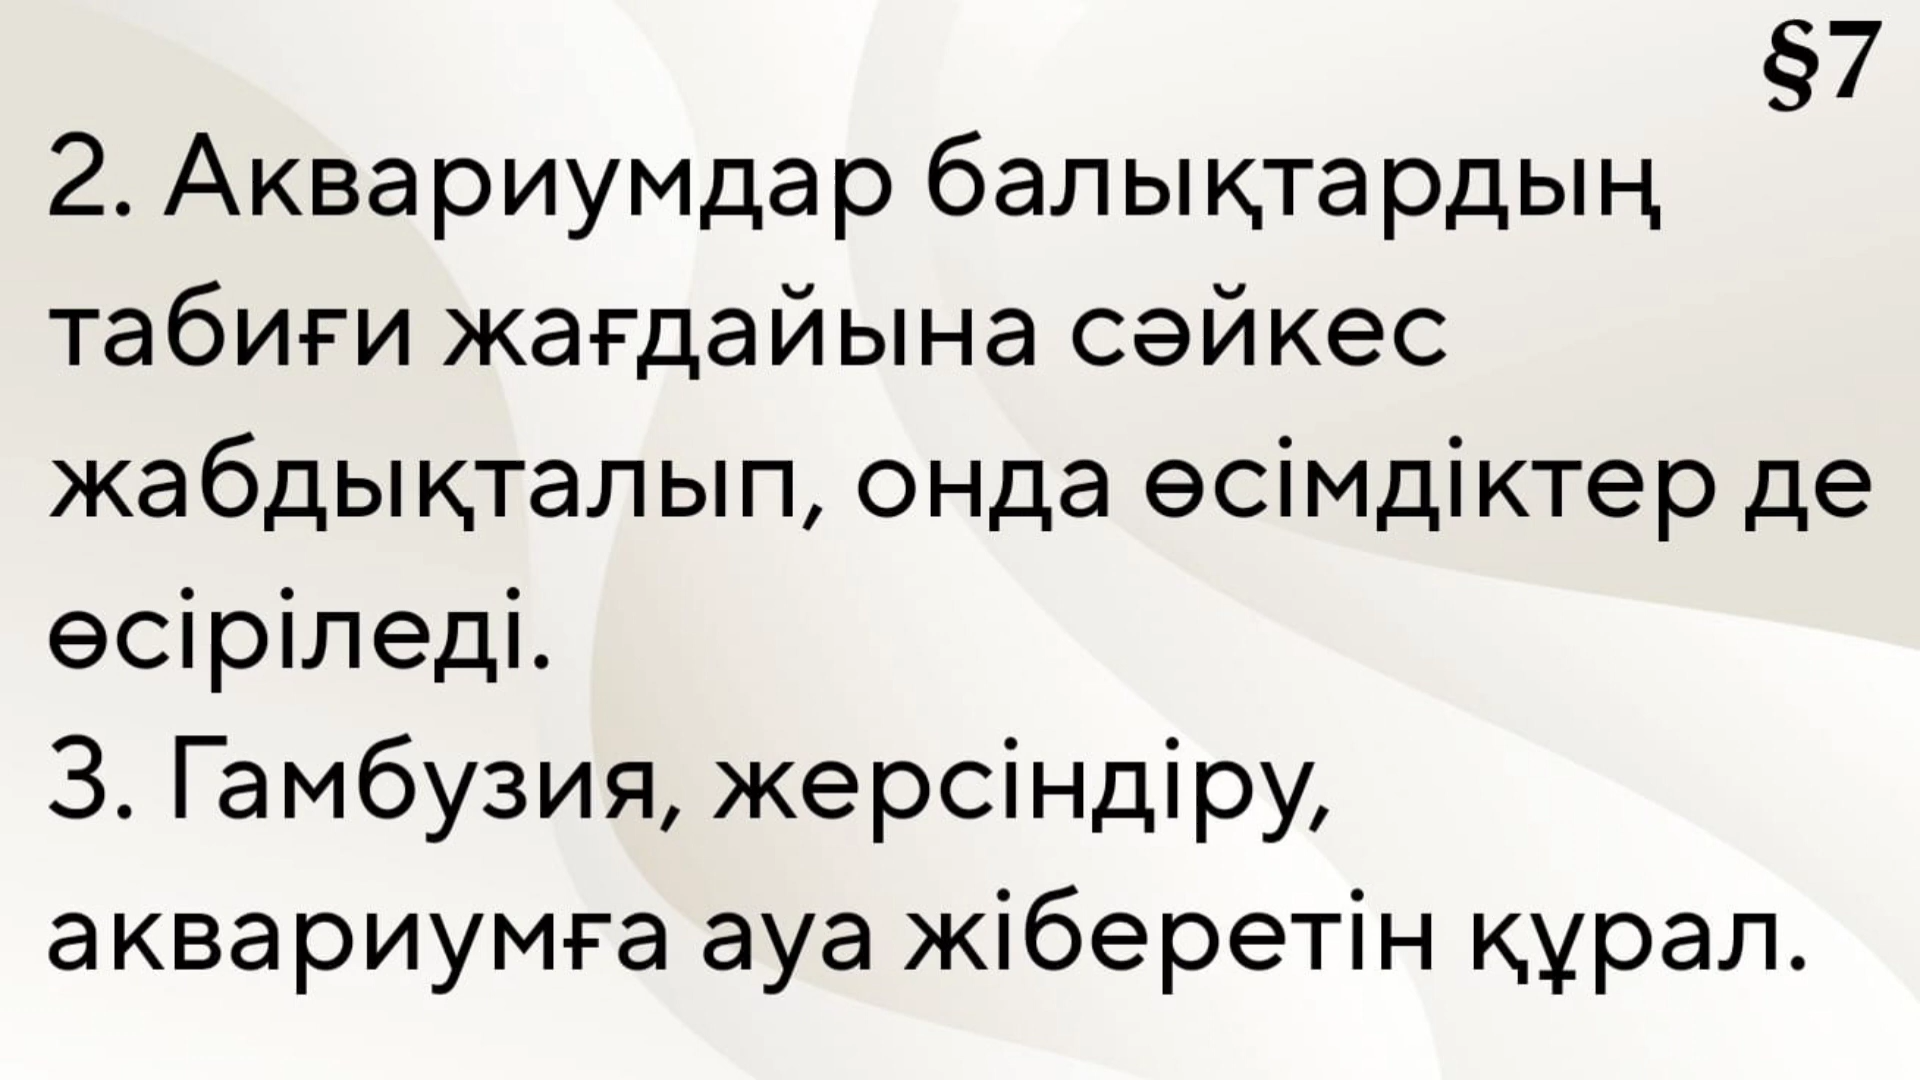 §7
2. Аквариумдар балықтардың
табиғи жағдайына сәйкес
жабдықталып, онда өсімдіктер де
өсіріледі.
3. Гамбузия, жерсіндіру,
аквариумға ауа жіберетін құрал.